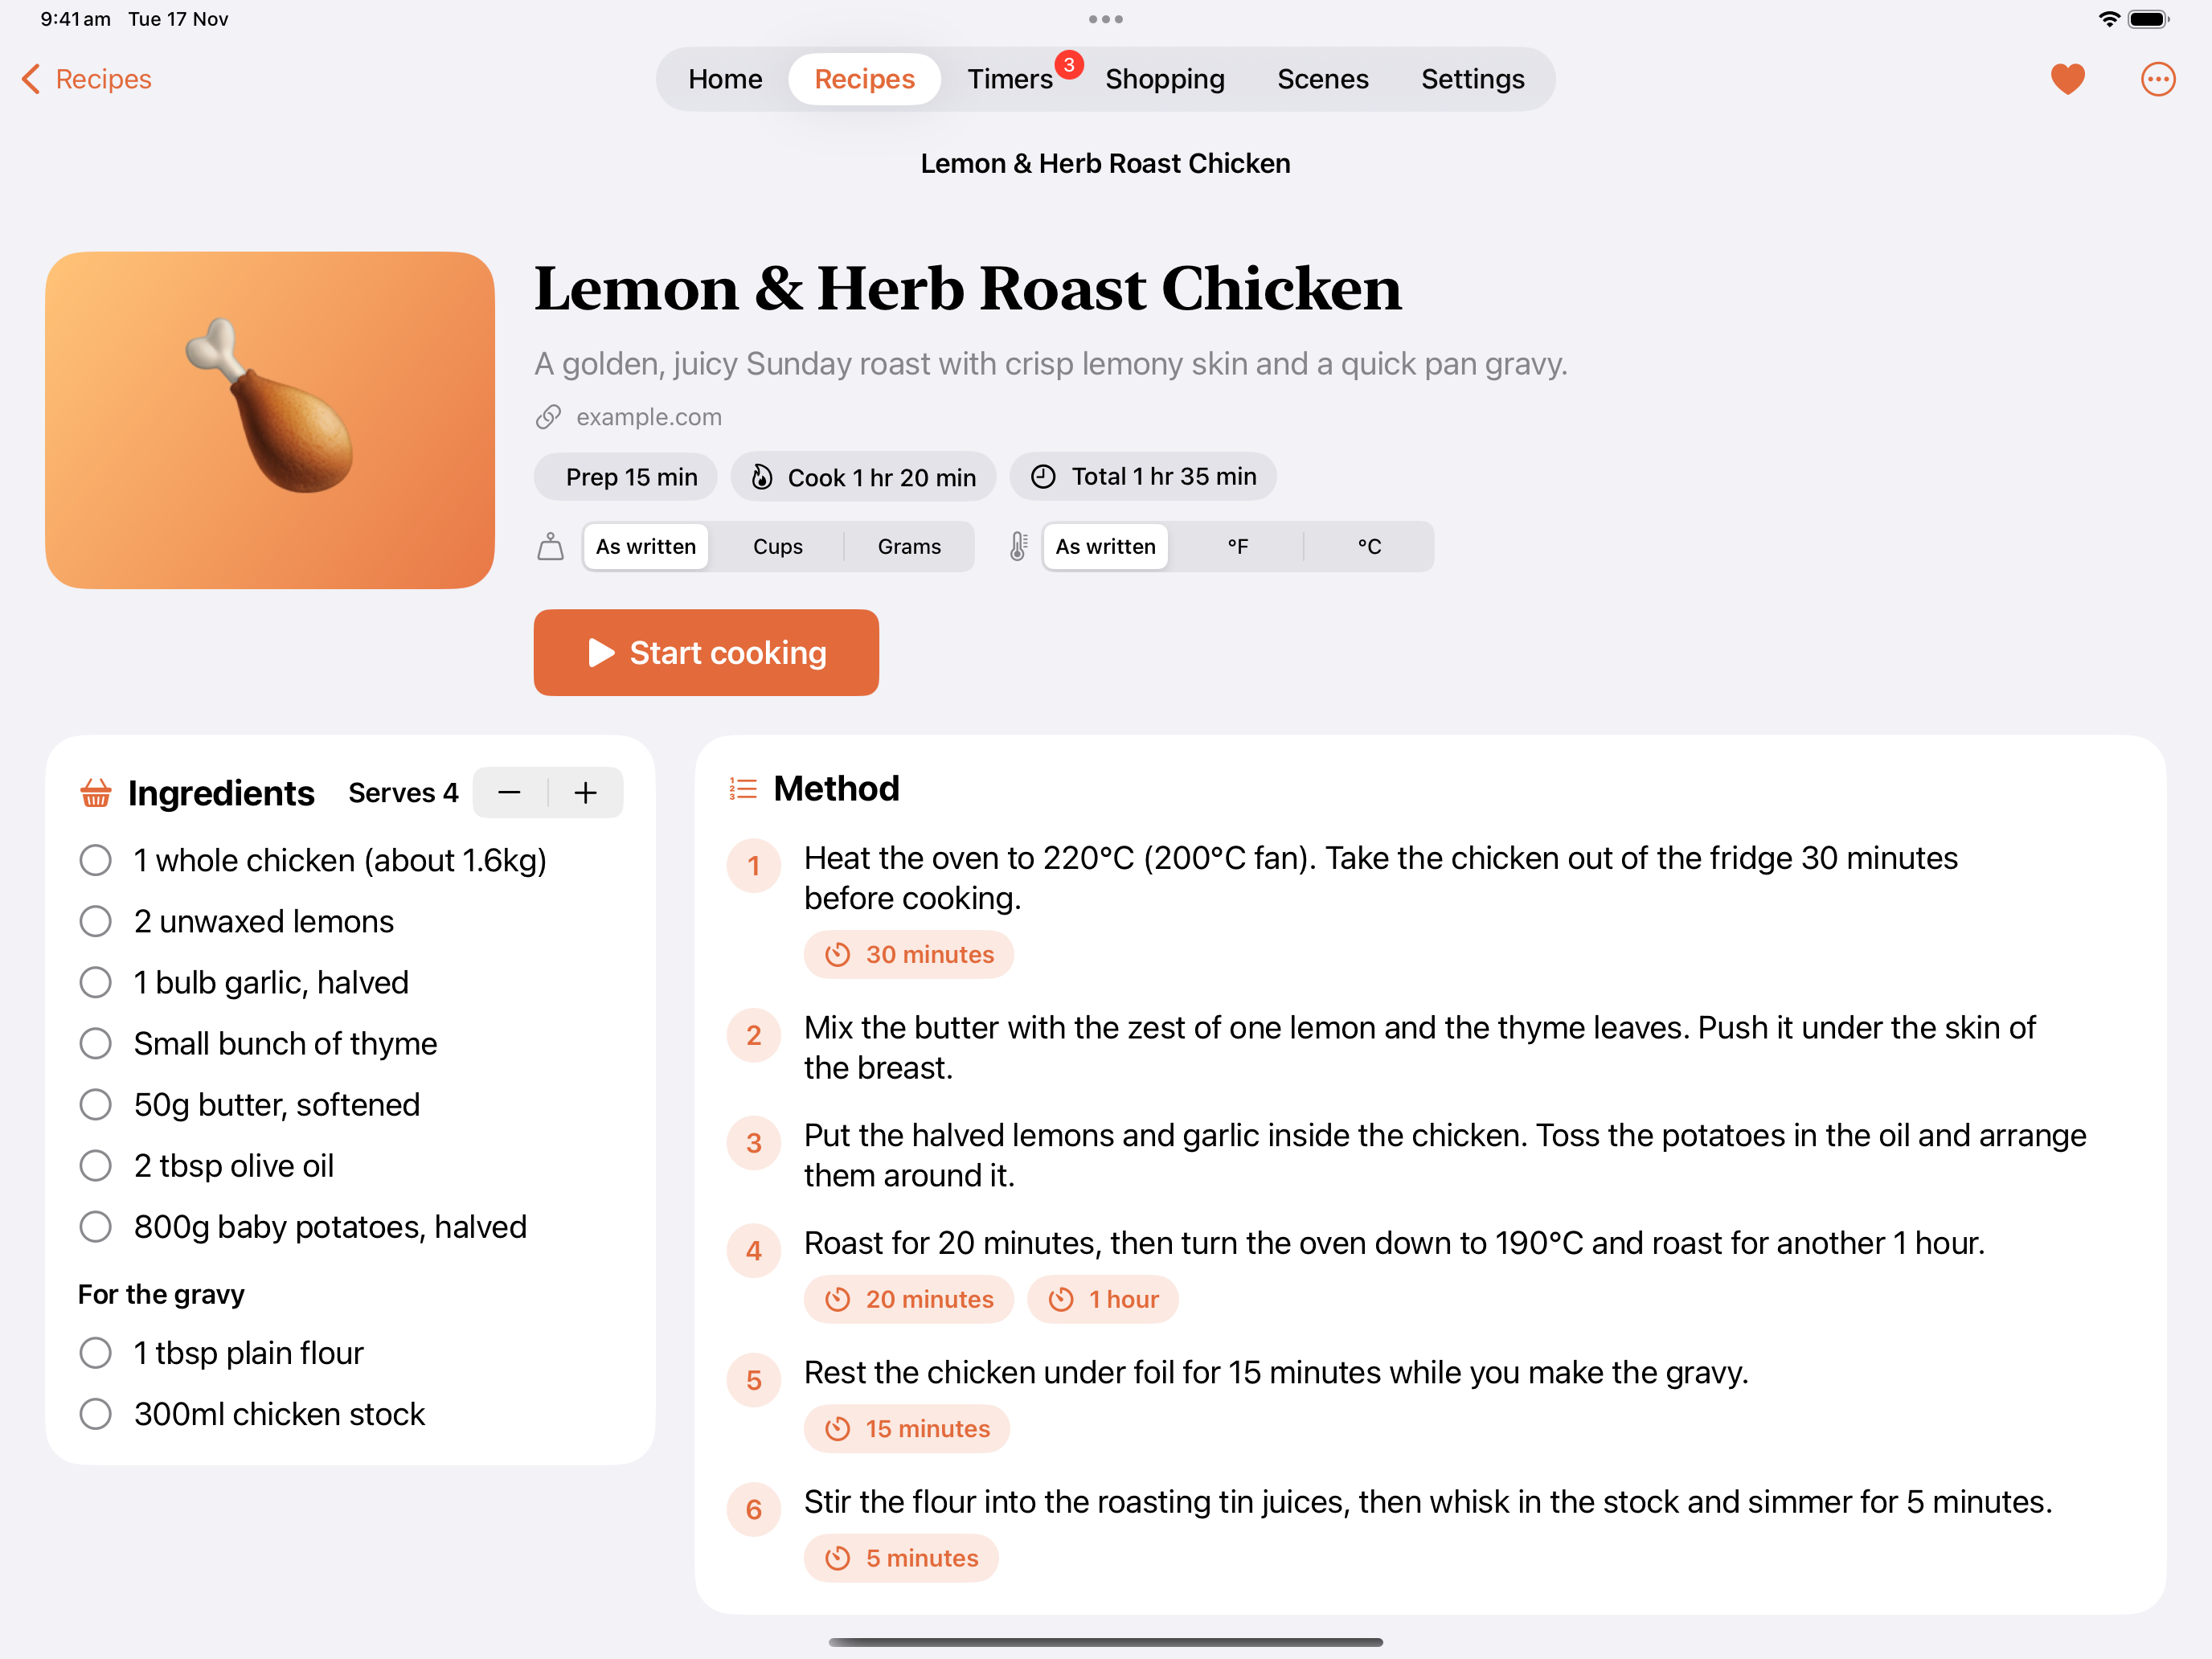 9:41 am Tue 17 Nov
Recipes
Home Recipes Timers 3 Shopping Scenes Settings
Lemon & Herb Roast Chicken
Lemon & Herb Roast Chicken
A golden, juicy Sunday roast with crisp lemony skin and a quick pan gravy.
example.com
Prep 15 min Cook 1 hr 20 min Total 1 hr 35 min
As written Cups Grams As written °F °C
Start cooking
Ingredients Serves 4 − +
1 whole chicken (about 1.6kg)
2 unwaxed lemons
1 bulb garlic, halved
Small bunch of thyme
50g butter, softened
2 tbsp olive oil
800g baby potatoes, halved
For the gravy
1 tbsp plain flour
300ml chicken stock
Method
1 Heat the oven to 220°C (200°C fan). Take the chicken out of the fridge 30 minutes
before cooking.
30 minutes
2 Mix the butter with the zest of one lemon and the thyme leaves. Push it under the skin of
the breast.
3 Put the halved lemons and garlic inside the chicken. Toss the potatoes in the oil and arrange
them around it.
4 Roast for 20 minutes, then turn the oven down to 190°C and roast for another 1 hour.
20 minutes 1 hour
5 Rest the chicken under foil for 15 minutes while you make the gravy.
15 minutes
6 Stir the flour into the roasting tin juices, then whisk in the stock and simmer for 5 minutes.
5 minutes